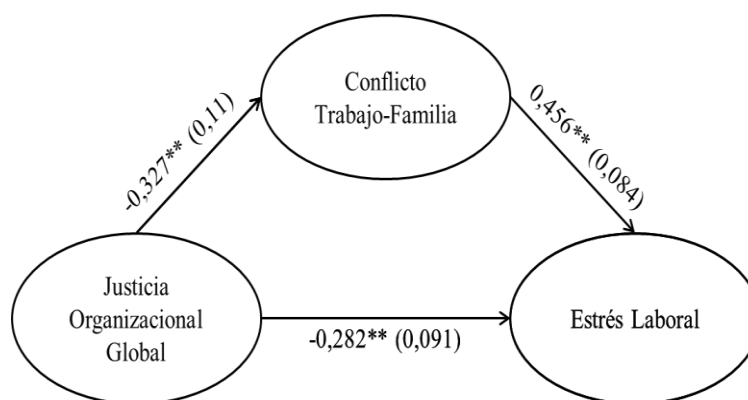 Conflicto
Trabajo-Familia
-0,327** (0,11)
0,456** (0,084)
Justicia
Organizacional
Global
Estrés Laboral
-0,282** (0,091)